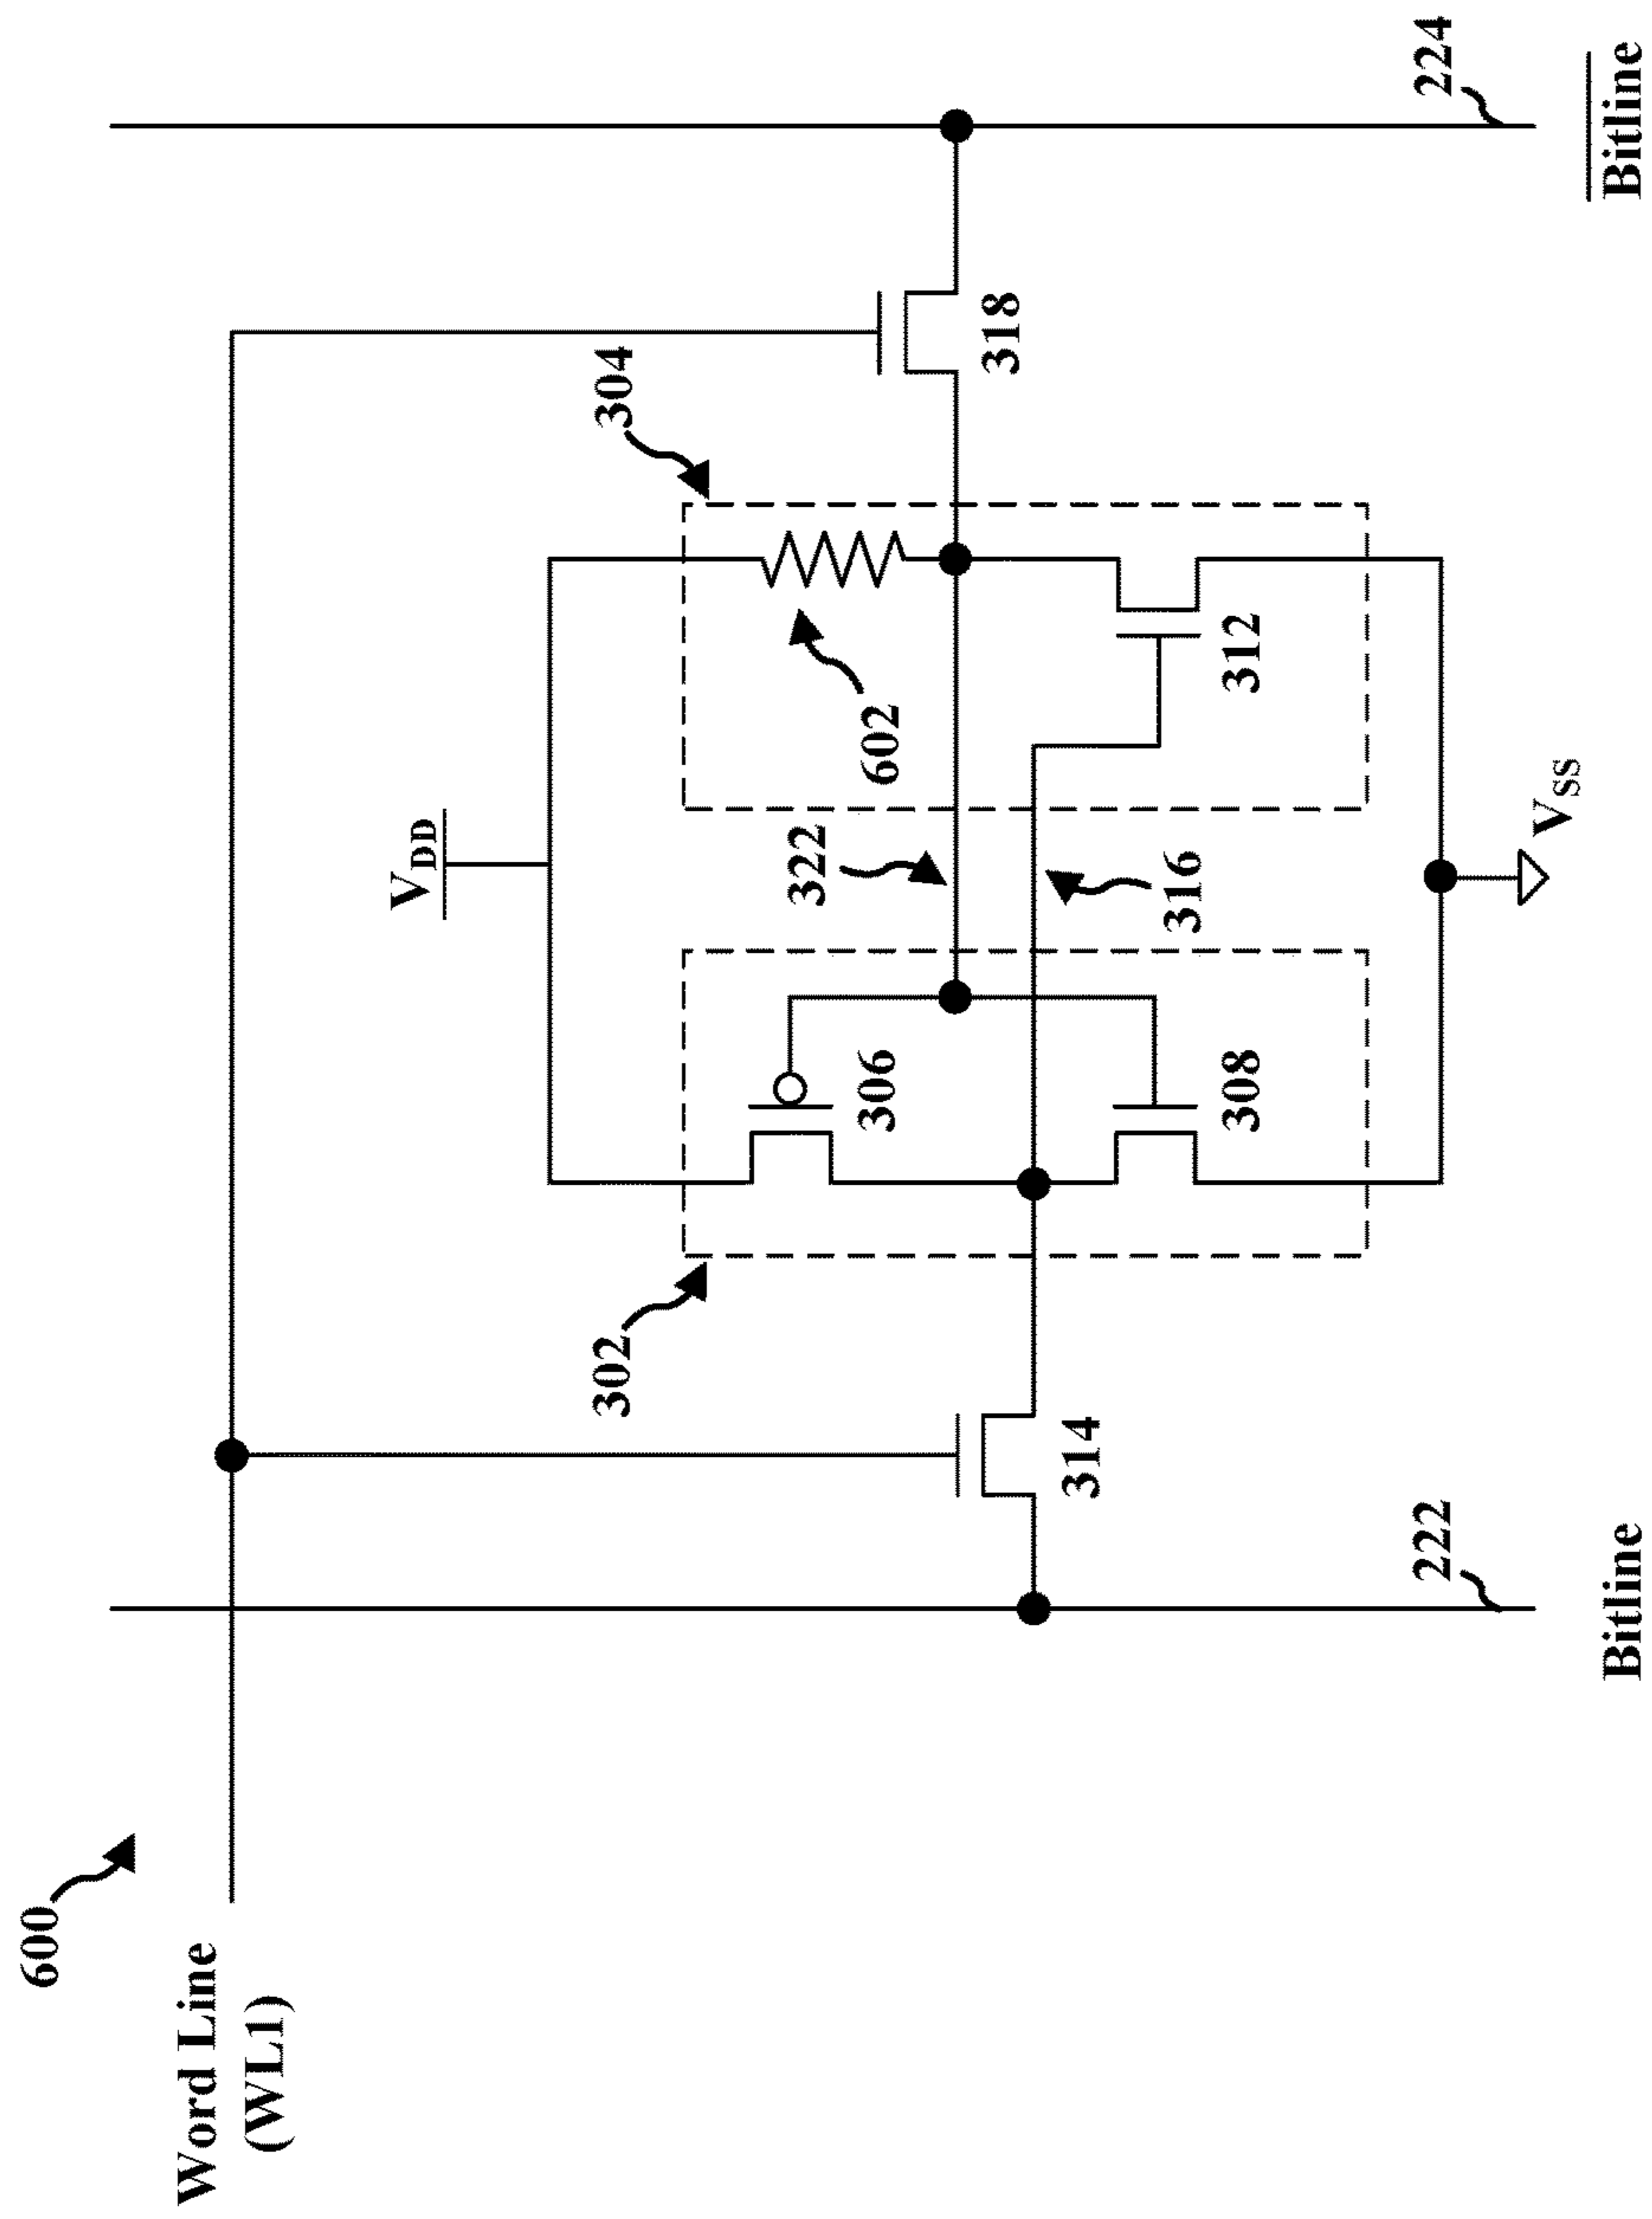 600
Word Line
(WL1)
VDD
302
304
306
602
322
318
314
316
308
312
222
224
VSS
Bitline
Bitline